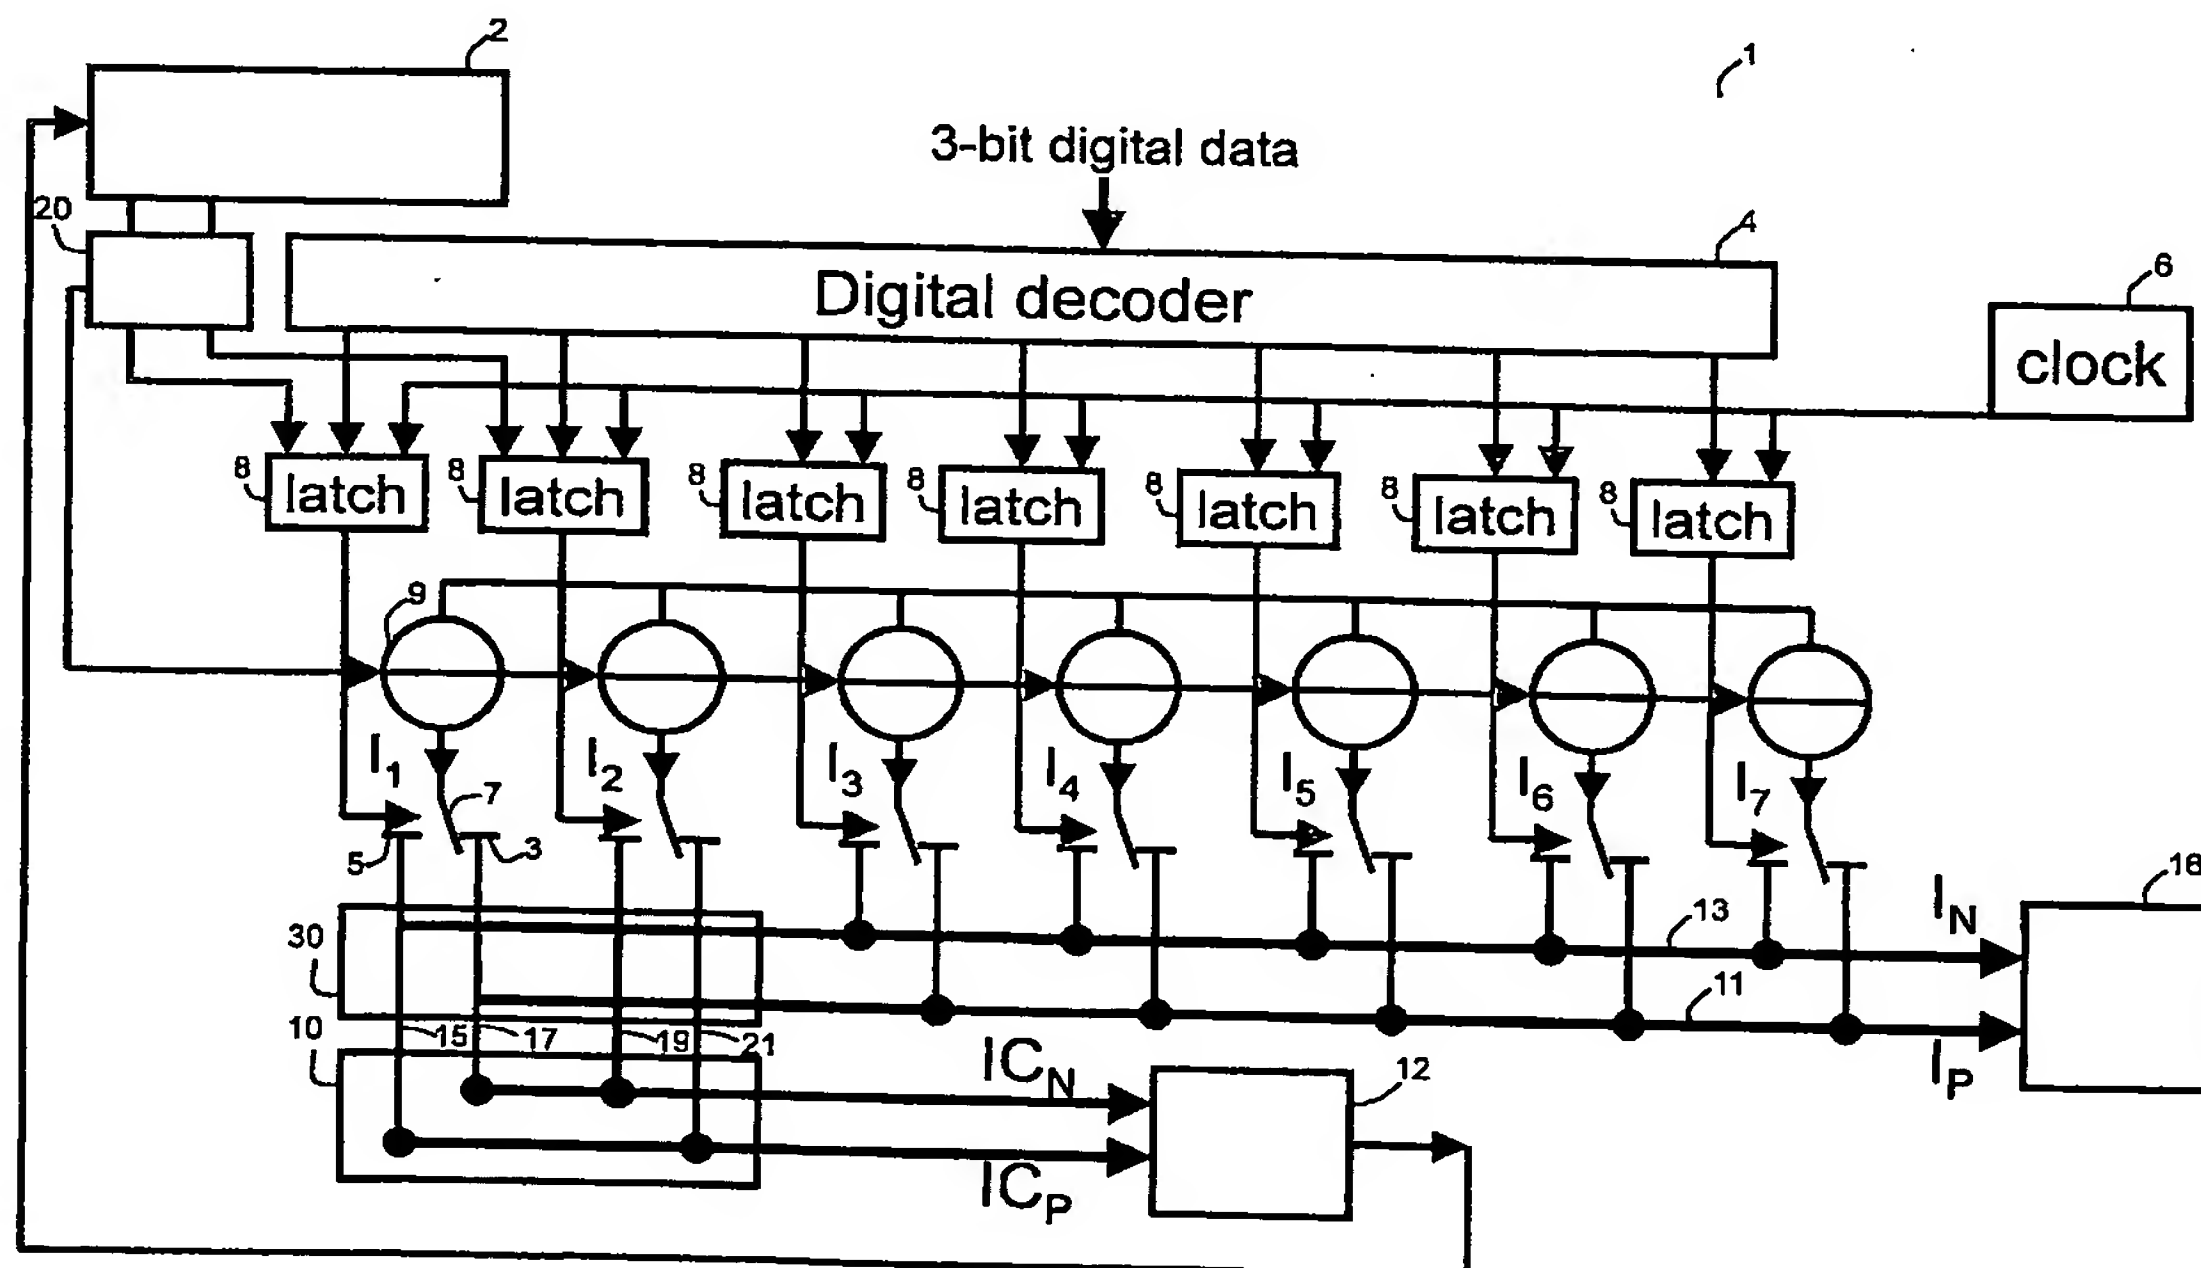 2
1
3-bit digital data
20
4
Digital decoder
6
clock
8 latch 8 latch 8 latch 8 latch 8 latch 8 latch 8 latch
9
I1 I2 I3 I4 I5 I6 I7
7
5 3
30
13
IN
16
11
15 17 19 21
10
ICN
12
IP
ICP